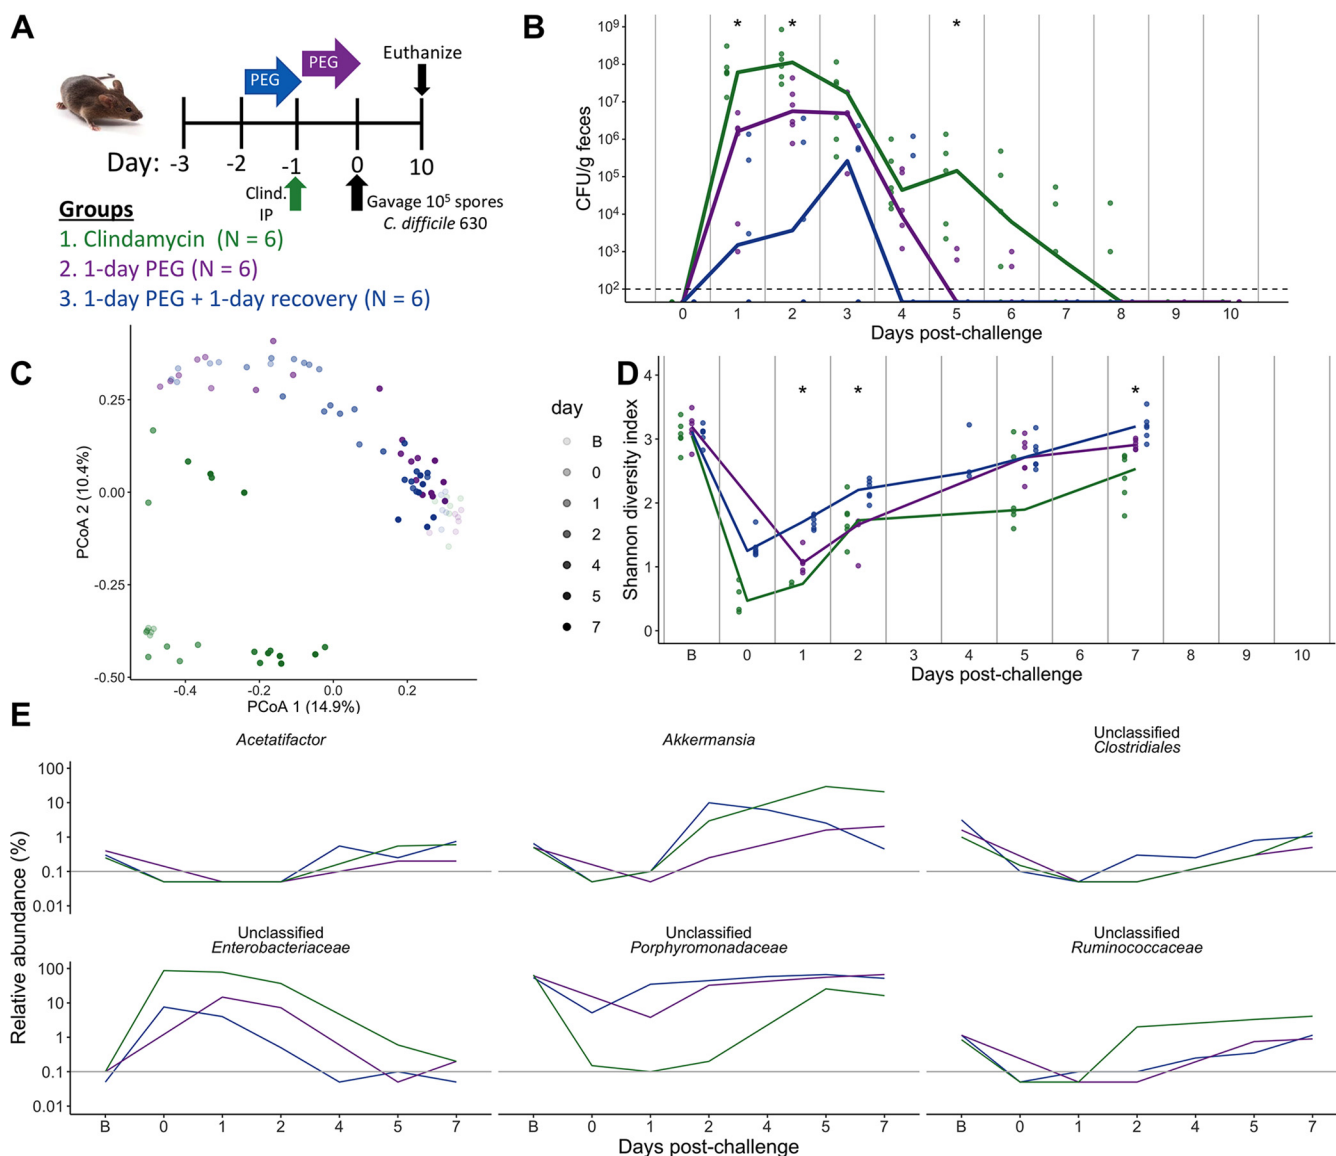 A
PEG
PEG
Euthanize
Day: -3 -2 -1 0 10
Clind.
IP
Gavage 10⁵ spores
C. difficile 630
Groups
1. Clindamycin (N = 6)
2. 1-day PEG (N = 6)
3. 1-day PEG + 1-day recovery (N = 6)
B
CFU/g feces
10⁹
10⁸
10⁷
10⁶
10⁵
10⁴
10³
10²
* * *
0 1 2 3 4 5 6 7 8 9 10
Days post-challenge
C
PCoA 2 (10.4%)
0.25
0.00
-0.25
-0.50
-0.4 -0.2 0.0 0.2
PCoA 1 (14.9%)
day
B
0
1
2
4
5
7
D
Shannon diversity index
4
3
2
1
0
* * *
B 0 1 2 3 4 5 6 7 8 9 10
Days post-challenge
E
Relative abundance (%)
Acetatifactor
Akkermansia
Unclassified
Clostridiales
100
10
1
0.1
0.01
Unclassified
Enterobacteriaceae
Unclassified
Porphyromonadaceae
Unclassified
Ruminococcaceae
100
10
1
0.1
0.01
B 0 1 2 4 5 7
B 0 1 2 4 5 7
B 0 1 2 4 5 7
Days post-challenge